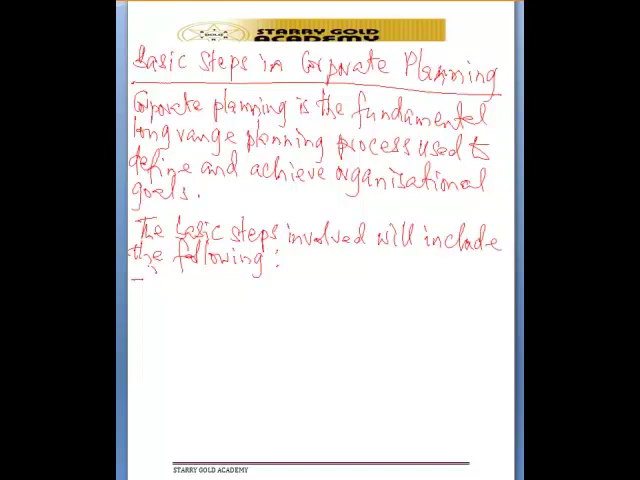 STARRY GOLD
ACADEMY
Basic Steps in Corporate Planning
Corporate planning is the fundamental
long range planning process used to
define and achieve organisational
goals.
The basic steps involved will include
the following:
STARRY GOLD ACADEMY